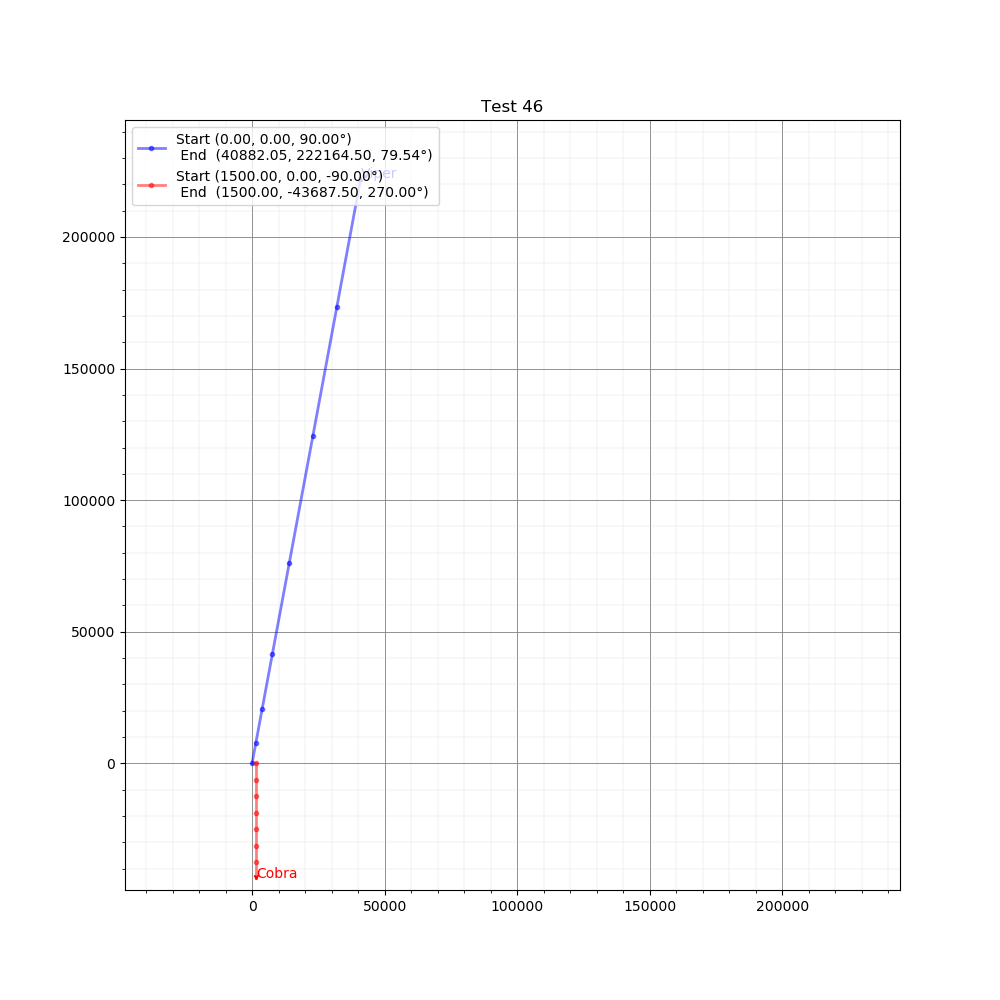 Test 46
Start (0.00, 0.00, 90.00°)
End (40882.05, 222164.50, 79.54°)
Start (1500.00, 0.00, -90.00°)
End (1500.00, -43687.50, 270.00°)
200000
150000
100000
50000
0
Cobra
0 50000 100000 150000 200000